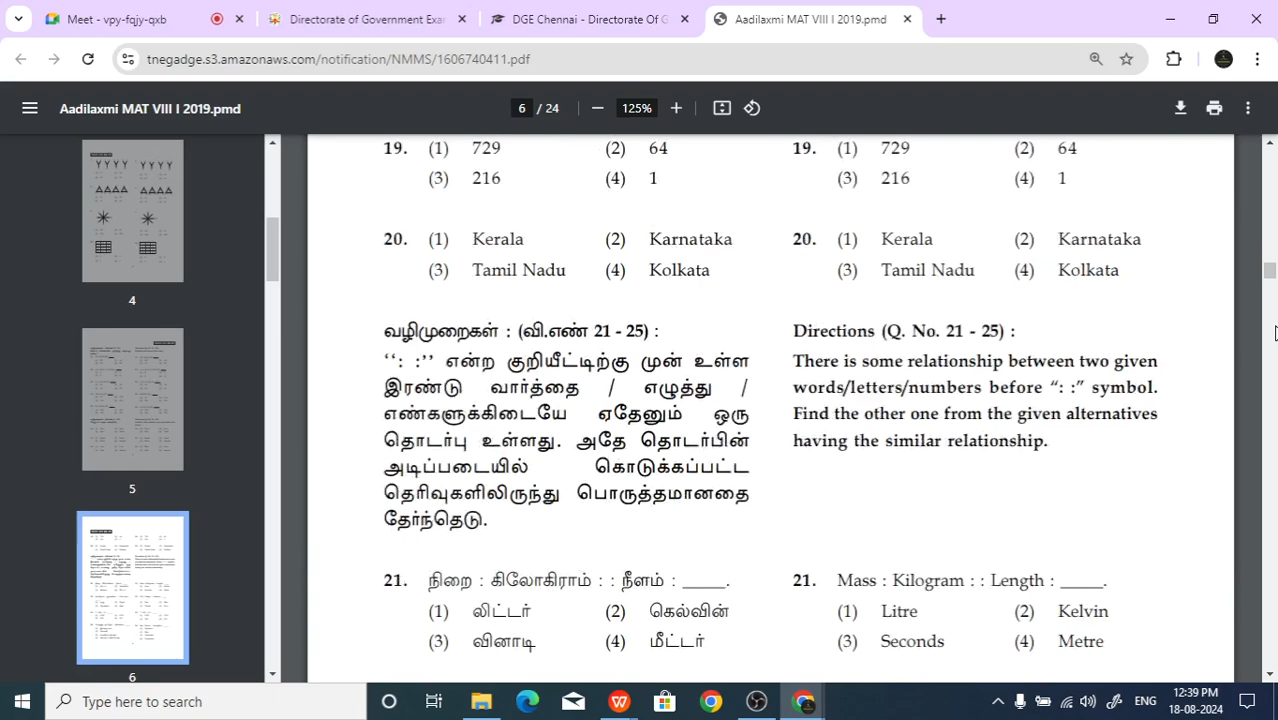 Meet - vpy-fqjy-qxb
Directorate of Government Exa
DGE Chennai - Directorate Of G
Aadilaxmi MAT VIII I 2019.pmd
tnegadge.s3.amazonaws.com/notification/NMMS/1606740411.pdf
Aadilaxmi MAT VIII I 2019.pmd
6 / 24
125%
4
5
6
19. (1) 729 (2) 64
(3) 216 (4) 1
20. (1) Kerala (2) Karnataka
(3) Tamil Nadu (4) Kolkata
வழிமுறைகள் : (வி.எண் 21 - 25) :
‘‘: :’’ என்ற குறியீட்டிற்கு முன் உள்ள
இரண்டு வார்த்தை / எழுத்து /
எண்களுக்கிடையே ஏதேனும் ஒரு
தொடர்பு உள்ளது. அதே தொடர்பின்
அடிப்படையில் கொடுக்கப்பட்ட
தெரிவுகளிலிருந்து பொருத்தமானதை
தேர்ந்தெடு.
21. நிறை : கிலோகிராம் : : நீளம் : _____.
(1) லிட்டர் (2) கெல்வின்
(3) வினாடி (4) மீட்டர்
19. (1) 729 (2) 64
(3) 216 (4) 1
20. (1) Kerala (2) Karnataka
(3) Tamil Nadu (4) Kolkata
Directions (Q. No. 21 - 25) :
There is some relationship between two given
words/letters/numbers before “: :” symbol.
Find the other one from the given alternatives
having the similar relationship.
21. Mass : Kilogram : : Length : _____.
(1) Litre (2) Kelvin
(3) Seconds (4) Metre
Type here to search
ENG
12:39 PM
18-08-2024